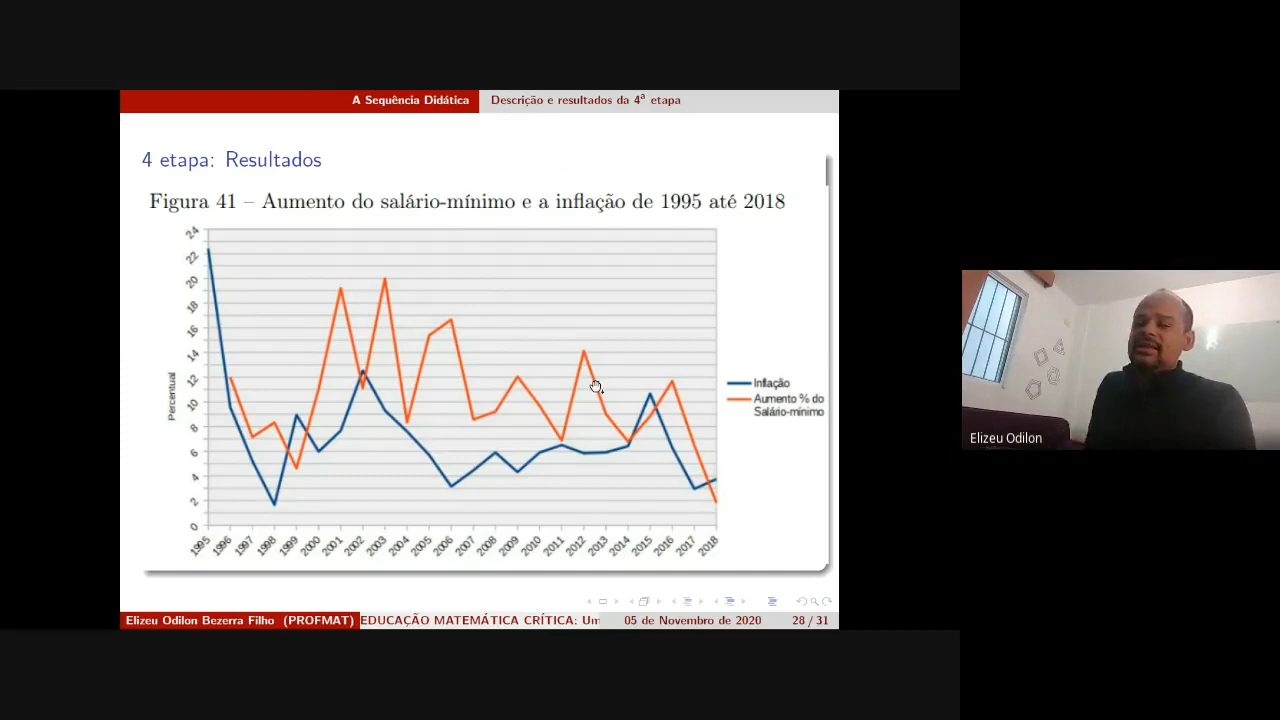 A Sequência Didática
Descrição e resultados da 4ª etapa
4 etapa: Resultados
Figura 41 – Aumento do salário-mínimo e a inflação de 1995 até 2018
Percentual
24
22
20
18
16
14
12
10
8
6
4
2
0
1995 1996 1997 1998 1999 2000 2001 2002 2003 2004 2005 2006 2007 2008 2009 2010 2011 2012 2013 2014 2015 2016 2017 2018
Inflação
Aumento % do
Salário-mínimo
Elizeu Odilon
Elizeu Odilon Bezerra Filho (PROFMAT) EDUCAÇÃO MATEMÁTICA CRÍTICA: Um 05 de Novembro de 2020 28 / 31